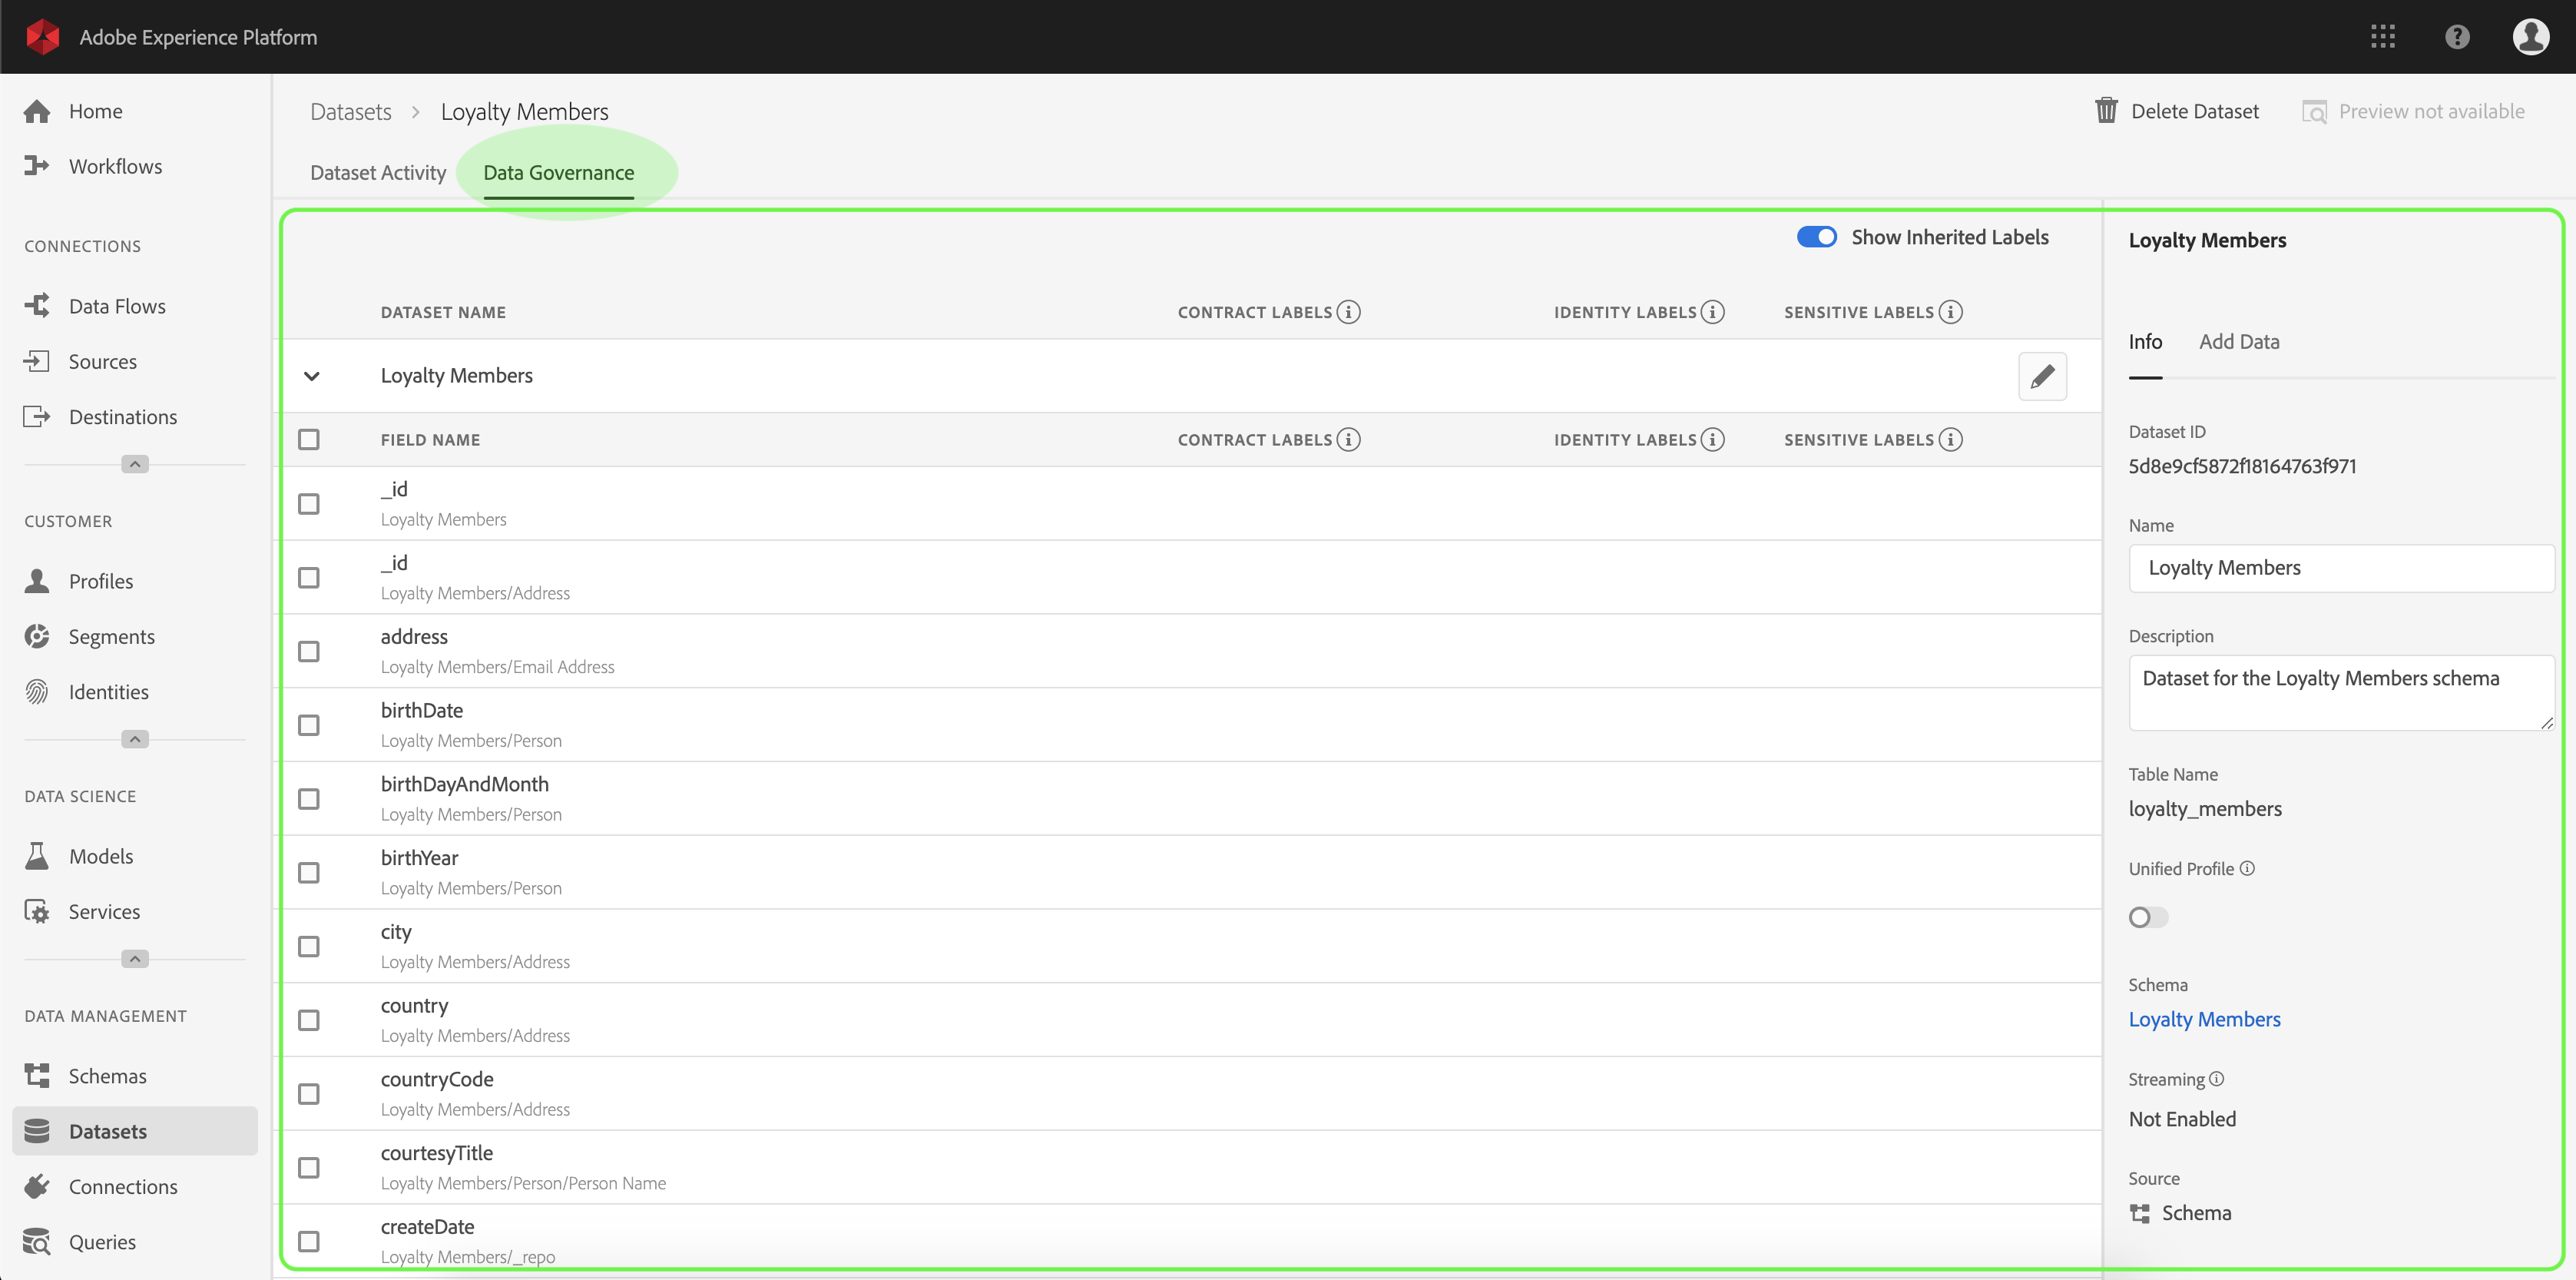 Adobe Experience Platform
Home
Workflows
CONNECTIONS
Data Flows
Sources
Destinations
CUSTOMER
Profiles
Segments
Identities
DATA SCIENCE
Models
Services
DATA MANAGEMENT
Schemas
Datasets
Connections
Queries
Datasets > Loyalty Members
Delete Dataset
Preview not available
Dataset Activity
Data Governance
Show Inherited Labels
DATASET NAME CONTRACT LABELS IDENTITY LABELS SENSITIVE LABELS
Loyalty Members
FIELD NAME CONTRACT LABELS IDENTITY LABELS SENSITIVE LABELS
_id
Loyalty Members
_id
Loyalty Members/Address
address
Loyalty Members/Email Address
birthDate
Loyalty Members/Person
birthDayAndMonth
Loyalty Members/Person
birthYear
Loyalty Members/Person
city
Loyalty Members/Address
country
Loyalty Members/Address
countryCode
Loyalty Members/Address
courtesyTitle
Loyalty Members/Person/Person Name
createDate
Loyalty Members/_repo
Loyalty Members
Info Add Data
Dataset ID
5d8e9cf5872f18164763f971
Name
Loyalty Members
Description
Dataset for the Loyalty Members schema
Table Name
loyalty_members
Unified Profile
Schema
Loyalty Members
Streaming
Not Enabled
Source
Schema